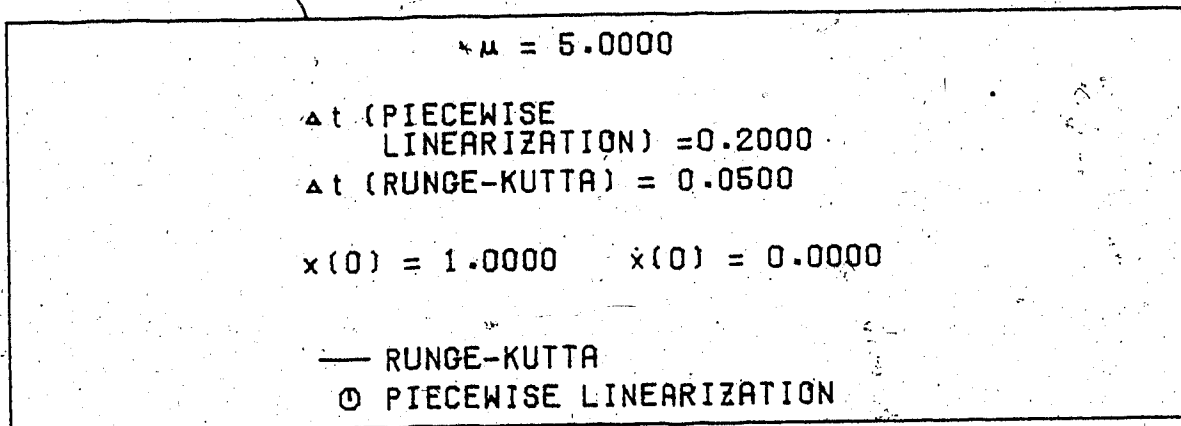 μ = 5.0000
Δt (PIECEWISE
LINEARIZATION) =0.2000
Δt (RUNGE-KUTTA) = 0.0500
x(0) = 1.0000 ẋ(0) = 0.0000
RUNGE-KUTTA
PIECEWISE LINEARIZATION